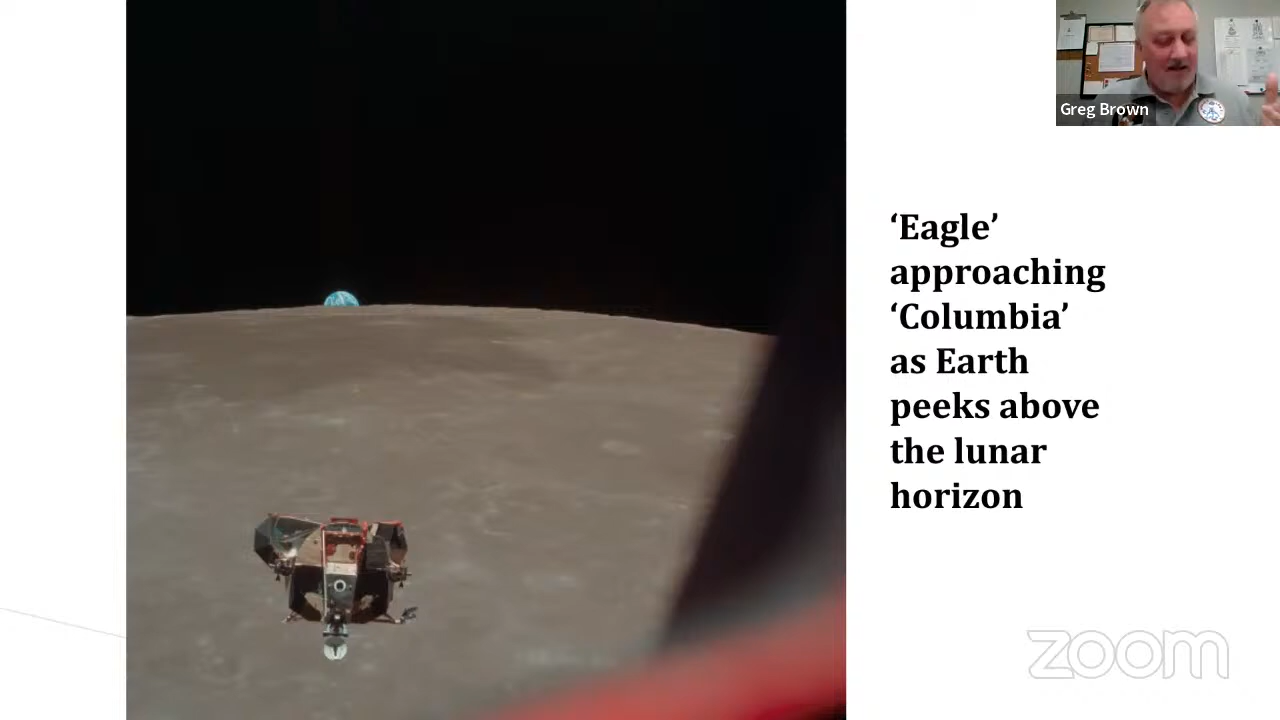 Greg Brown
‘Eagle’
approaching
‘Columbia’
as Earth
peeks above
the lunar
horizon
zoom